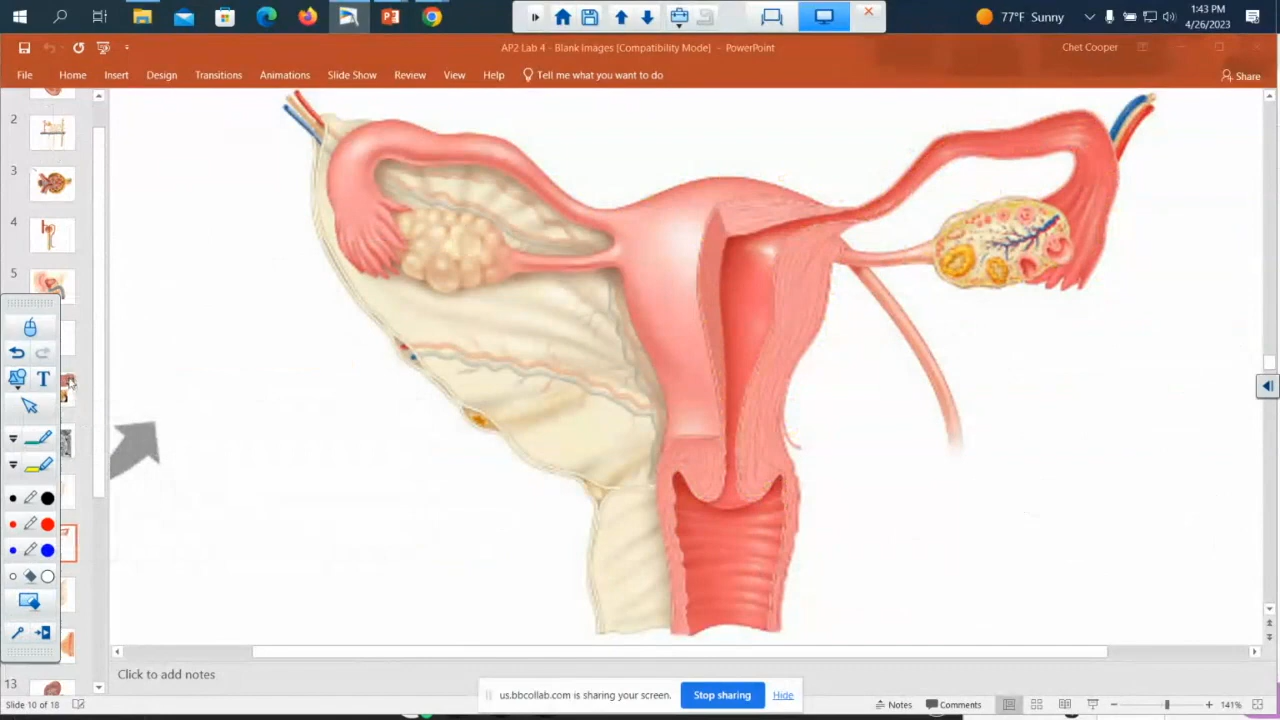 1:43 PM
77°F Sunny
4/26/2023
AP2 Lab 4 - Blank Images [Compatibility Mode] - PowerPoint
Chet Cooper
File Home Insert Design Transitions Animations Slide Show Review View Help Tell me what you want to do
Share
2
3
4
5
T
13
Click to add notes
us.bbcollab.com is sharing your screen. Stop sharing Hide
Slide 10 of 18
Notes Comments
141%